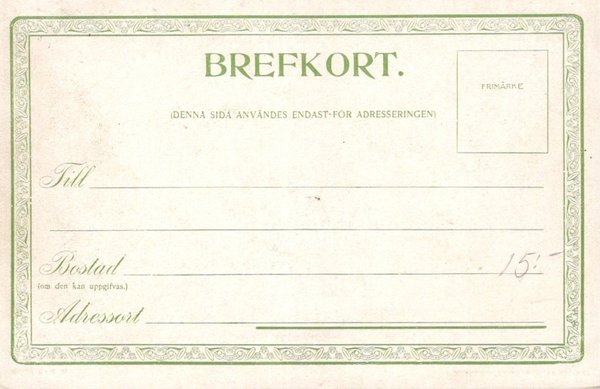 BREFKORT.
FRIMÄRKE
(DENNA SIDA ANVÄNDES ENDAST FÖR ADRESSERINGEN)
Till
Bostad
15:-
(om den kan uppgifvas.)
Adressort